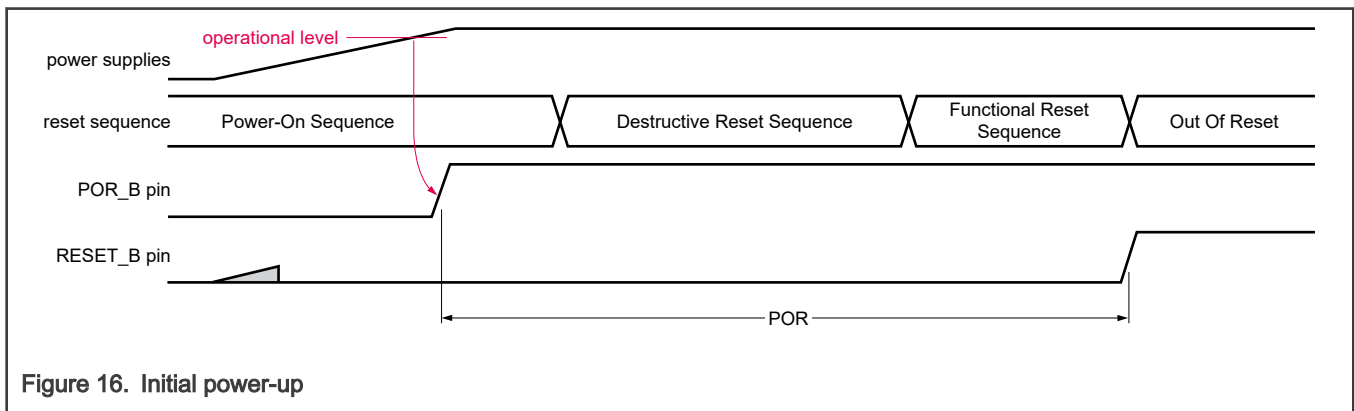 operational level
power supplies
reset sequence
Power-On Sequence
Destructive Reset Sequence
Functional Reset
Sequence
Out Of Reset
POR_B pin
RESET_B pin
POR
Figure 16. Initial power-up